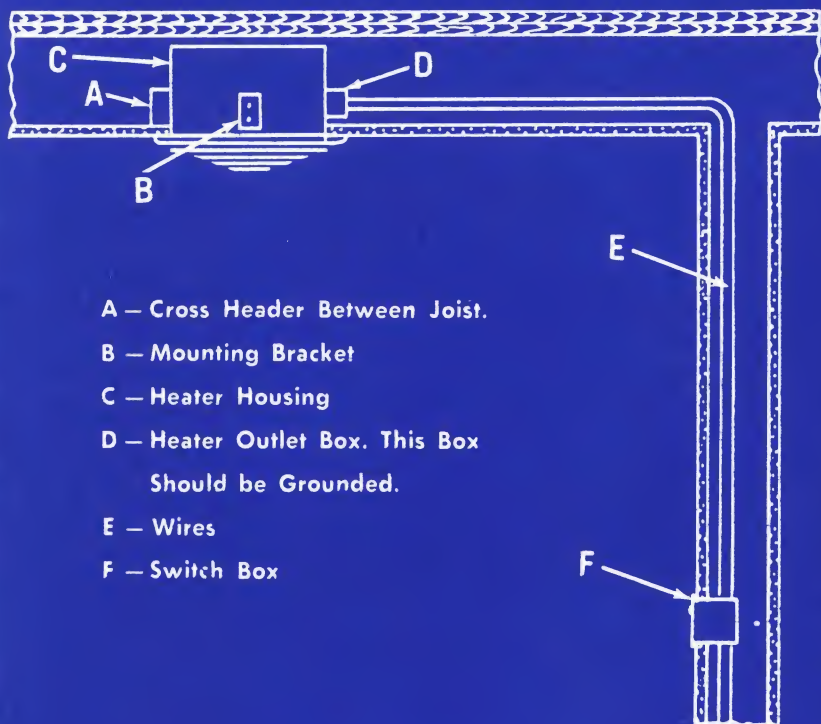 C
D
A
B
E
A — Cross Header Between Joist.
B — Mounting Bracket
C — Heater Housing
D — Heater Outlet Box. This Box
Should be Grounded.
E — Wires
F — Switch Box
F